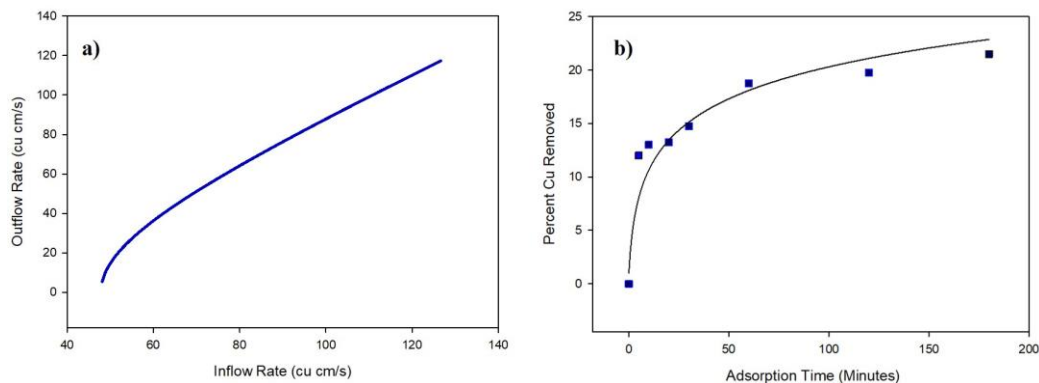 a)
140
120
100
80
60
40
20
0
Outflow Rate (cu cm/s)
40 60 80 100 120 140
Inflow Rate (cu cm/s)
b)
25
20
15
10
5
0
Percent Cu Removed
0 50 100 150 200
Adsorption Time (Minutes)